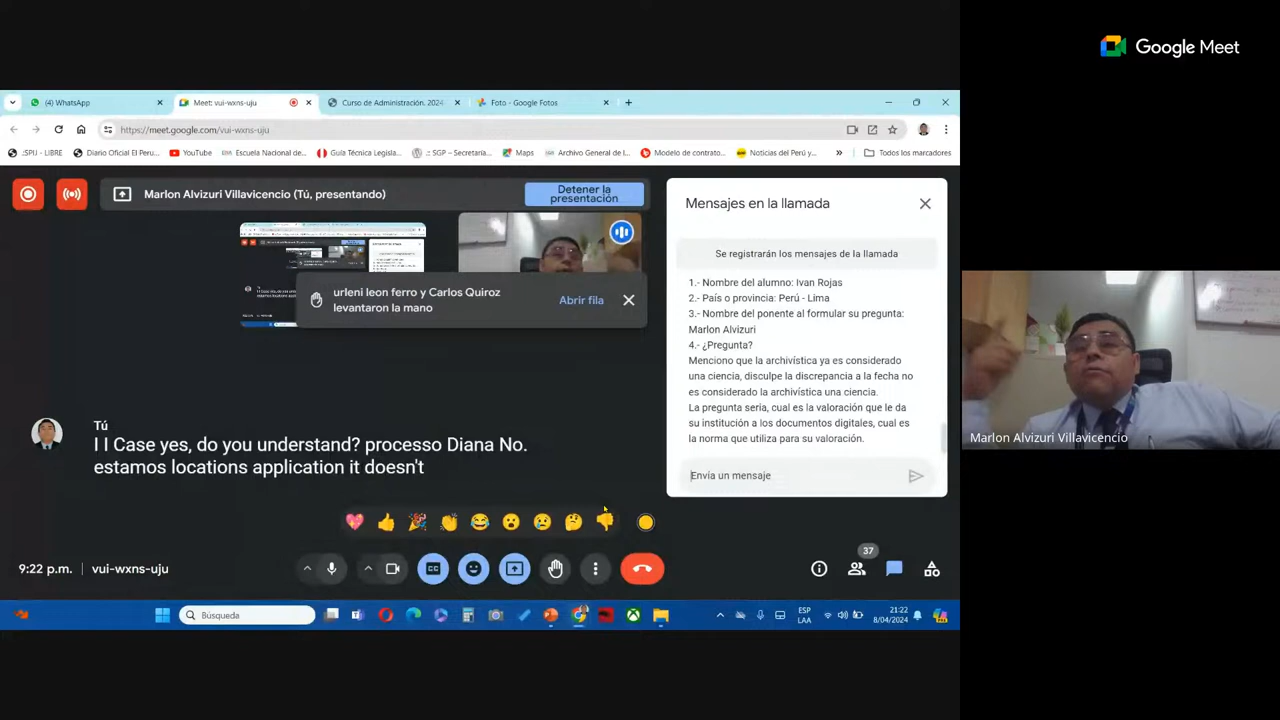 Google Meet
(4) WhatsApp
Meet: vui-wxns-uju
Curso de Administración. 2024
Foto - Google Fotos
https://meet.google.com/vui-wxns-uju
:SPIJ - LIBRE
Diario Oficial El Peru...
YouTube
Escuela Nacional de...
Guía Técnica Legisla...
.: SGP – Secretaría...
Maps
Archivo General de l...
Modelo de contrato...
Noticias del Perú y...
Todos los marcadores
Marlon Alvizuri Villavicencio (Tú, presentando)
Detener la
presentación
urleni leon ferro y Carlos Quiroz
levantaron la mano
Abrir fila
Mensajes en la llamada
Se registrarán los mensajes de la llamada
1.- Nombre del alumno: Ivan Rojas
2.- País o provincia: Perú - Lima
3.- Nombre del ponente al formular su pregunta:
Marlon Alvizuri
4.- ¿Pregunta?
Menciono que la archivística ya es considerado
una ciencia, disculpe la discrepancia a la fecha no
es considerado la archivística una ciencia.
La pregunta seria, cual es la valoración que le da
su institución a los documentos digitales, cual es
la norma que utiliza para su valoración.
Envía un mensaje
Tú
I I Case yes, do you understand? processo Diana No.
estamos locations application it doesn't
9:22 p.m.
vui-wxns-uju
37
Búsqueda
ESP
LAA
21:22
8/04/2024
Marlon Alvizuri Villavicencio